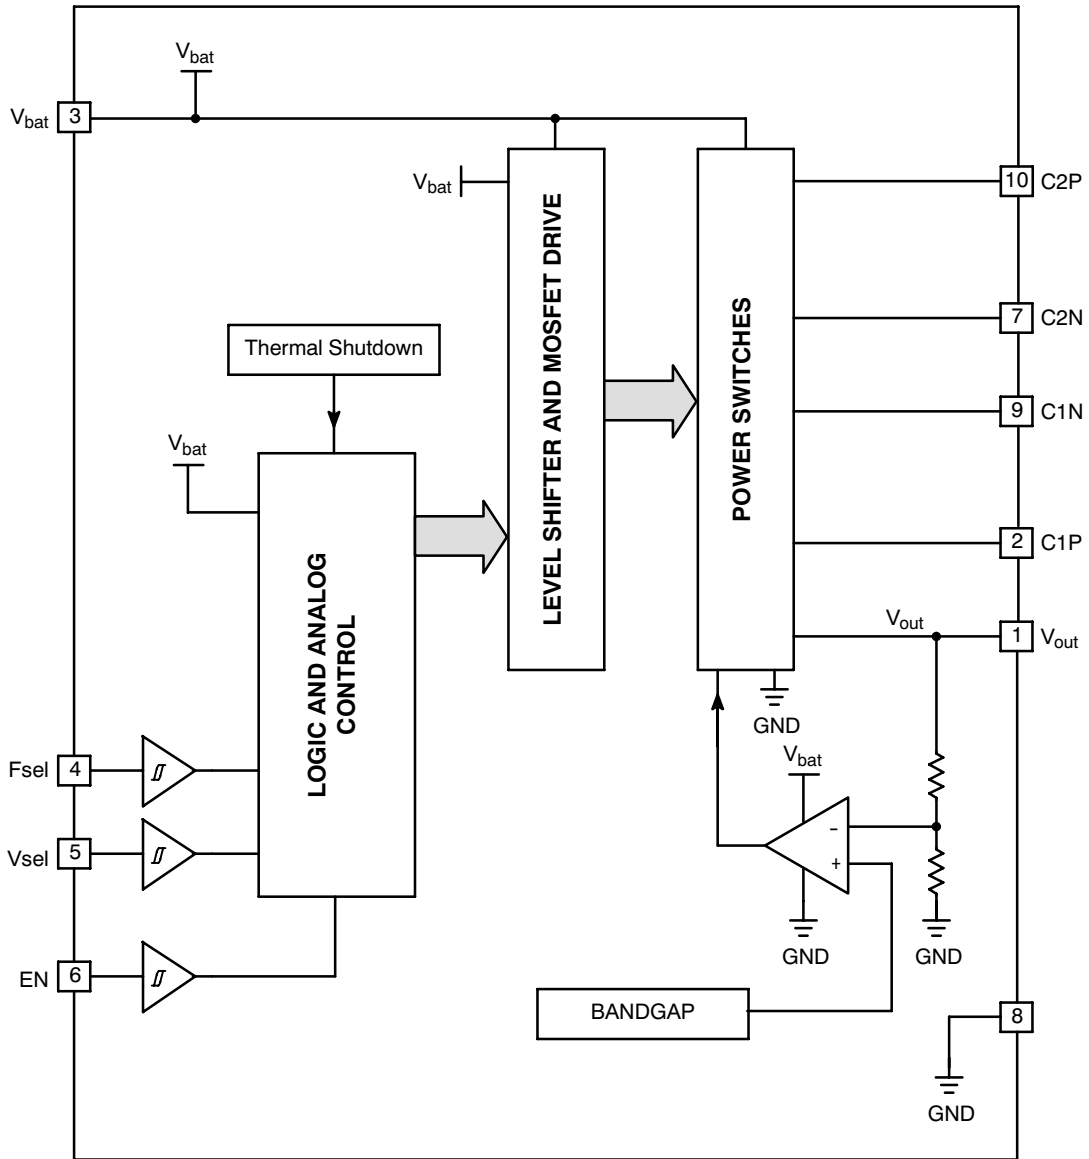 Vbat
Vbat 3
Vbat
10 C2P
LEVEL SHIFTER AND MOSFET DRIVE
POWER SWITCHES
7 C2N
Thermal Shutdown
9 C1N
Vbat
LOGIC AND ANALOG
CONTROL
2 C1P
Vout
1 Vout
GND
Fsel 4
Vbat
-
+
Vsel 5
GND
GND
EN 6
BANDGAP
8
GND